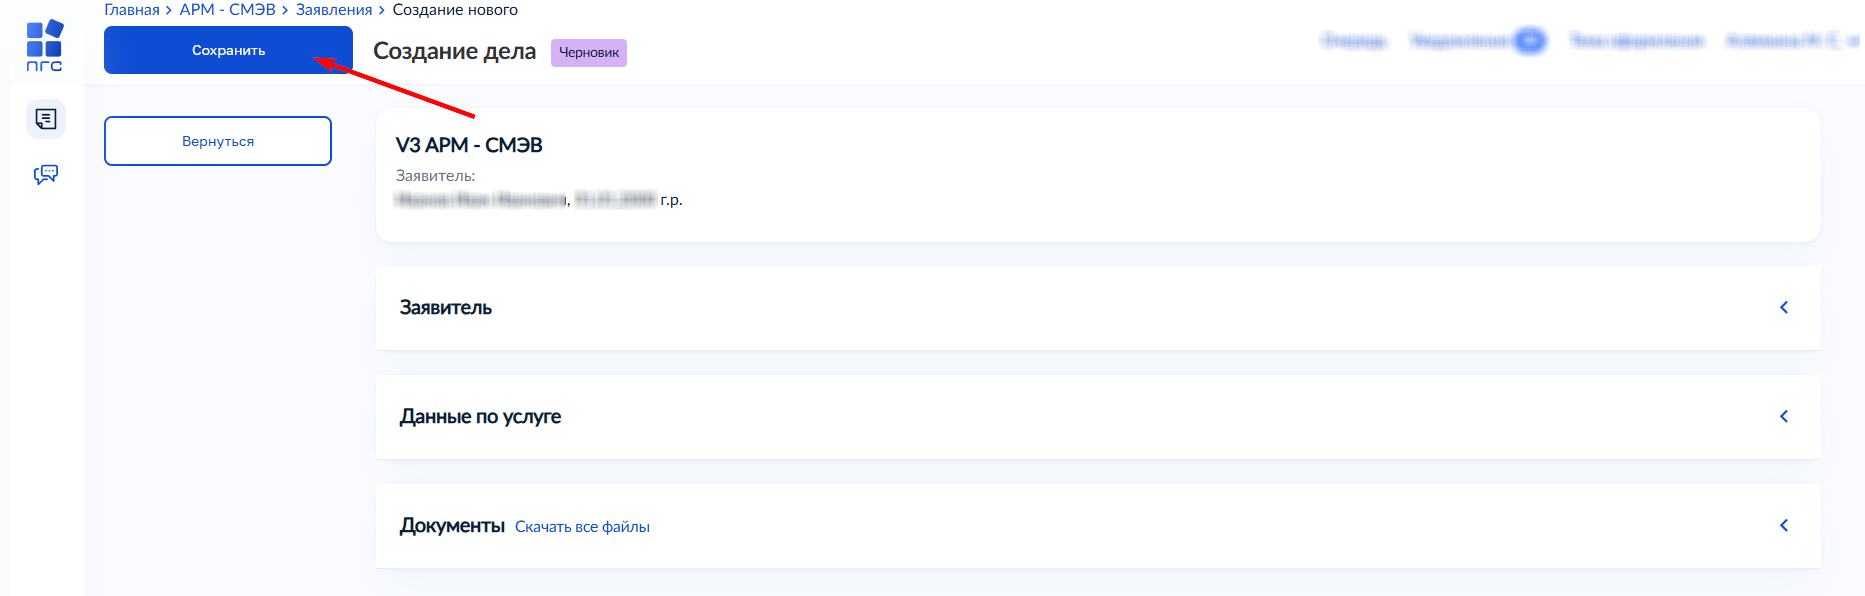 Главная > АРМ - СМЭВ > Заявления > Создание нового
пгс
Сохранить
Создание дела
Черновик
Вернуться
V3 АРМ - СМЭВ
Заявитель:
г.р.
Заявитель
Данные по услуге
Документы Скачать все файлы